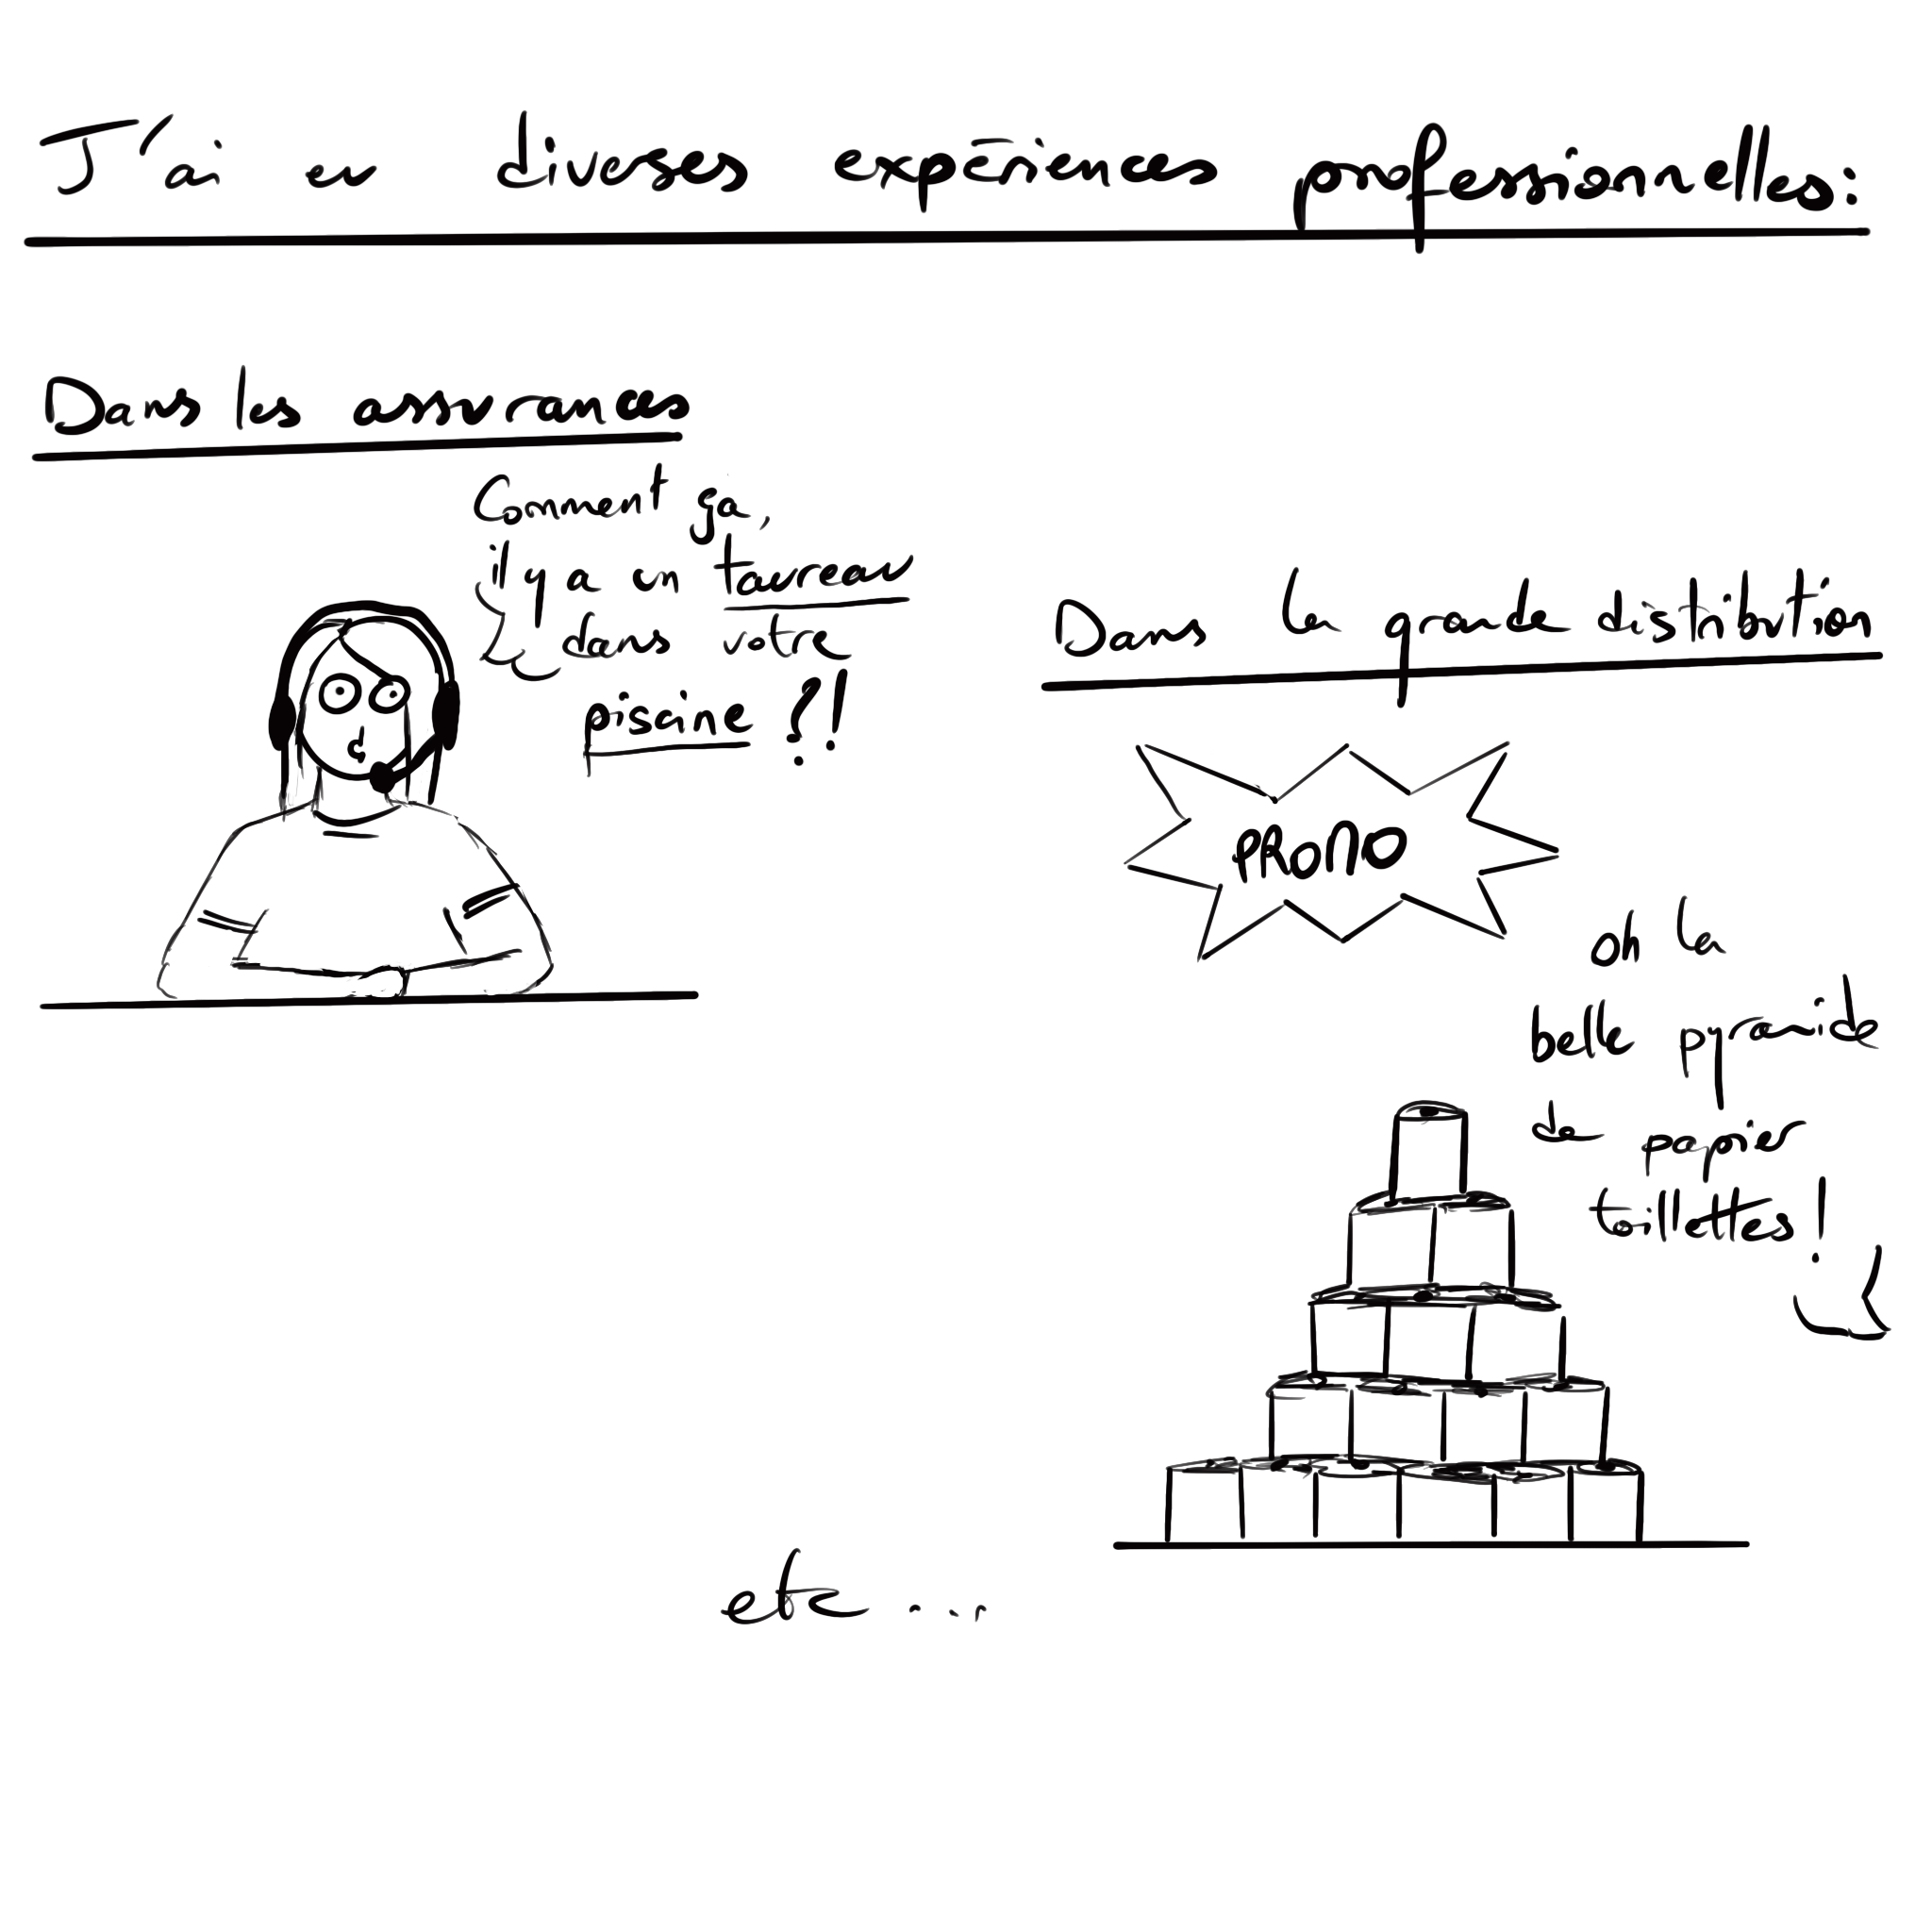 J'ai eu diverses expériences professionnelles:
Dans les assurances
Comment ça,
il y a un taureau
dans votre
piscine ?!
Dans la grande distribution
PROMO
oh la
belle pyramide
de papier
toillettes!
etc...